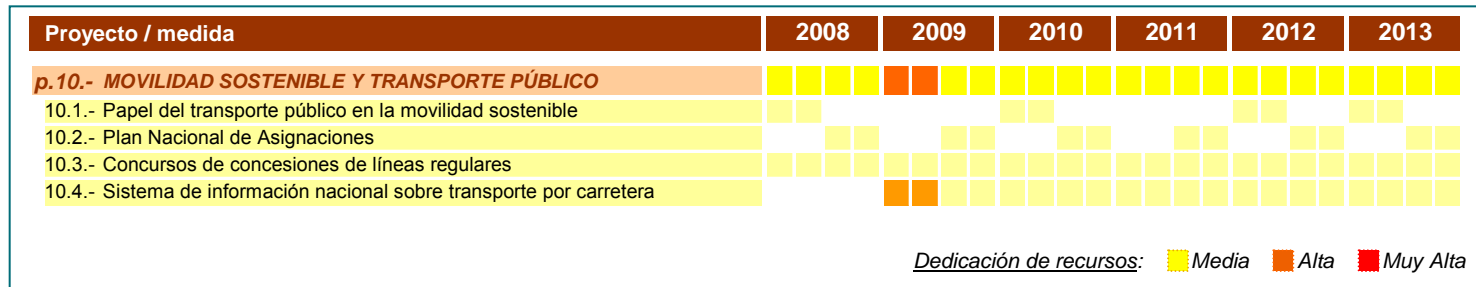 Proyecto / medida 2008 2009 2010 2011 2012 2013
p.10.- MOVILIDAD SOSTENIBLE Y TRANSPORTE PÚBLICO
10.1.- Papel del transporte público en la movilidad sostenible
10.2.- Plan Nacional de Asignaciones
10.3.- Concursos de concesiones de líneas regulares
10.4.- Sistema de información nacional sobre transporte por carretera
Dedicación de recursos: Media Alta Muy Alta